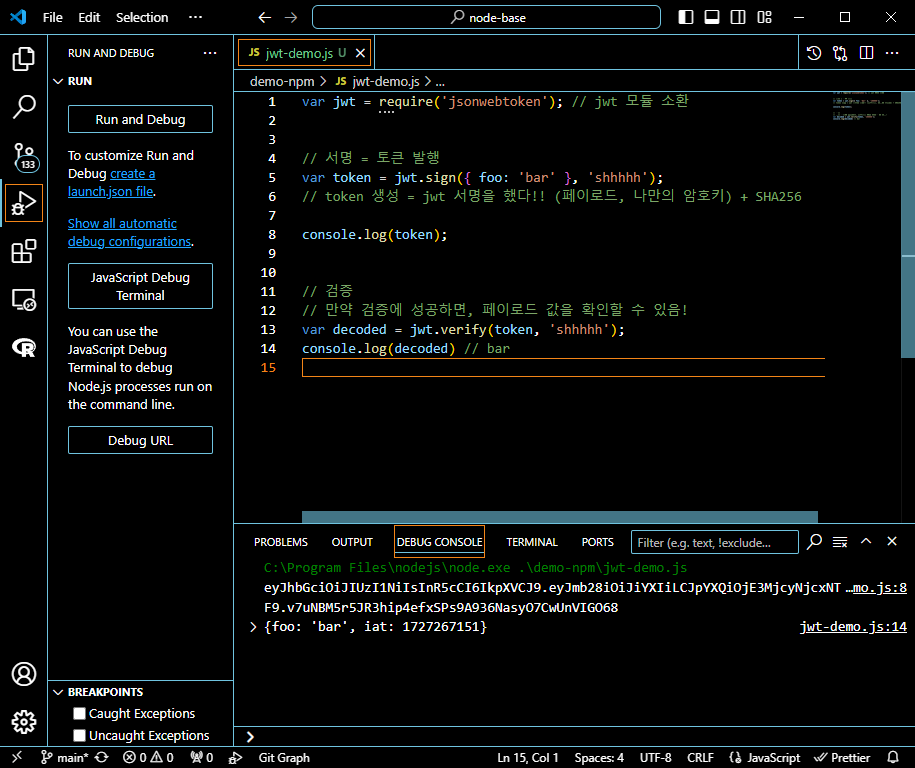 File Edit Selection ··· node-base
RUN AND DEBUG ···
RUN
Run and Debug
To customize Run and
Debug create a
launch.json file.
Show all automatic
debug configurations.
JavaScript Debug
Terminal
You can use the
JavaScript Debug
Terminal to debug
Node.js processes run on
the command line.
Debug URL
BREAKPOINTS
Caught Exceptions
Uncaught Exceptions
133
JS jwt-demo.js U
demo-npm > JS jwt-demo.js > ...
1 var jwt = require('jsonwebtoken'); // jwt 모듈 소환
2
3
4 // 서명 = 토큰 발행
5 var token = jwt.sign({ foo: 'bar' }, 'shhhhh');
6 // token 생성 = jwt 서명을 했다!! (페이로드, 나만의 암호키) + SHA256
7
8 console.log(token);
9
10
11 // 검증
12 // 만약 검증에 성공하면, 페이로드 값을 확인할 수 있음!
13 var decoded = jwt.verify(token, 'shhhhh');
14 console.log(decoded) // bar
15
PROBLEMS OUTPUT DEBUG CONSOLE TERMINAL PORTS Filter (e.g. text, !exclude...
C:\Program Files\nodejs\node.exe .\demo-npm\jwt-demo.js
eyJhbGciOiJIUzI1NiIsInR5cCI6IkpXVCJ9.eyJmb28iOiJiYXIiLCJpYXQiOjE3MjcyNjcxNT …mo.js:8
F9.v7uNBM5r5JR3hip4efxSPs9A936NasyO7CwUnVIGO68
> {foo: 'bar', iat: 1727267151} jwt-demo.js:14
main* 0 0 0 Git Graph Ln 15, Col 1 Spaces: 4 UTF-8 CRLF {} JavaScript Prettier